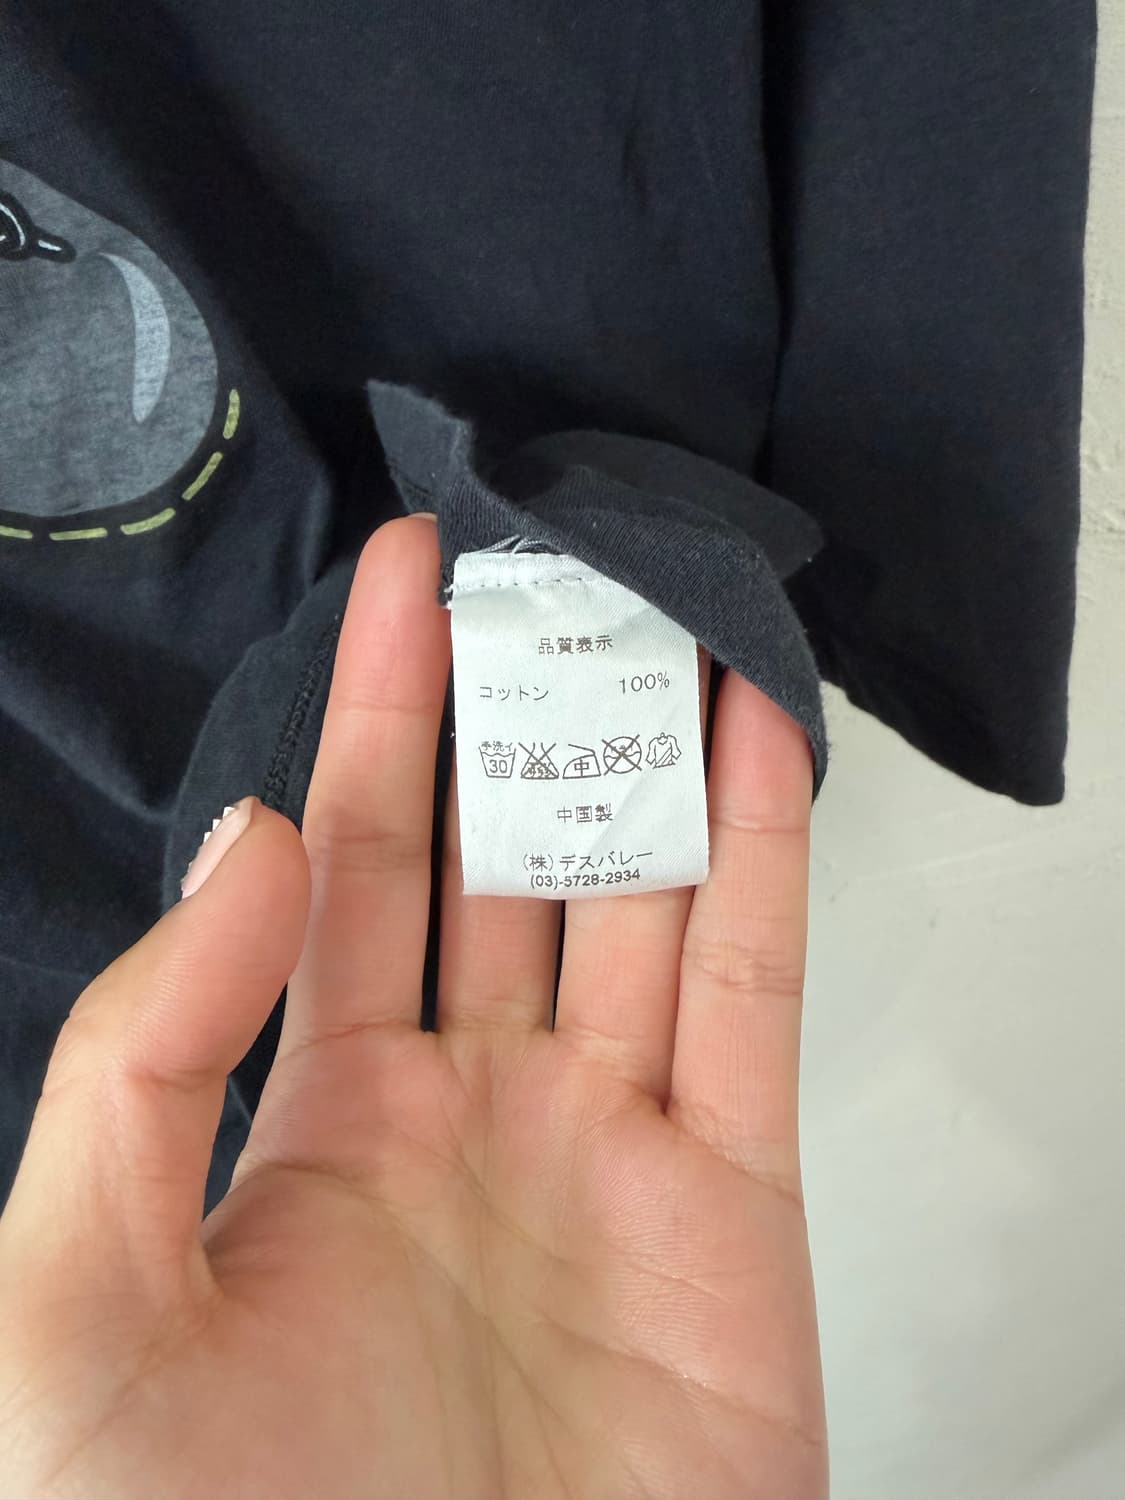 品質表示
コットン 100%
手洗イ
30
中
中国製
(株)デスバレー
(03)-5728-2934